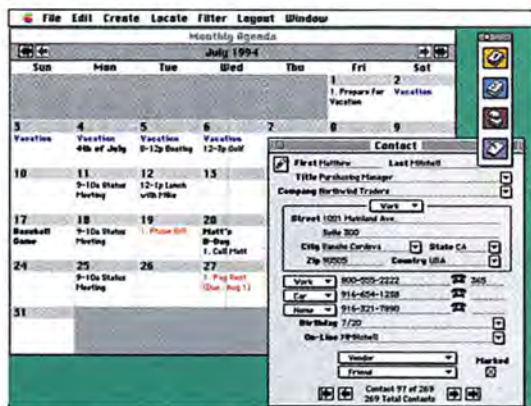 File Edit Create Locate Filter Layout Window
Monthly Agenda
July 1994
Sun Mon Tue Wed Thu Fri Sat
1 2
1. Prepare for Vacation
Vacation
3 4 5 6 7 8 9
Vacation Vacation Vacation Vacation
4th of July 8-12p Boating 12-3p Golf
10 11 12 13
9-10a Status Meeting
12-1p Lunch with Mike
17 18 19 20
Baseball Game
9-10a Status Meeting
1. Phone Bill
Matt's B-Day
1. Call Matt
24 25 26 27
9-10a Status Meeting
1. Pay Rent (Due: Aug 1)
31
Contact
First Matthew Last Mitchell
Title Purchasing Manager
Company Northwind Traders
Work
Street 1001 Mainland Ave.
Suite 300
City Rancho Cordova State CA
Zip 90505 Country USA
Work 800-555-2222 365
Car 916-654-1238
Home 916-321-7890
Birthday 7/20
On-Line MMitchell
Vendor
Friend
Marked
Contact 97 of 269
269 Total Contacts